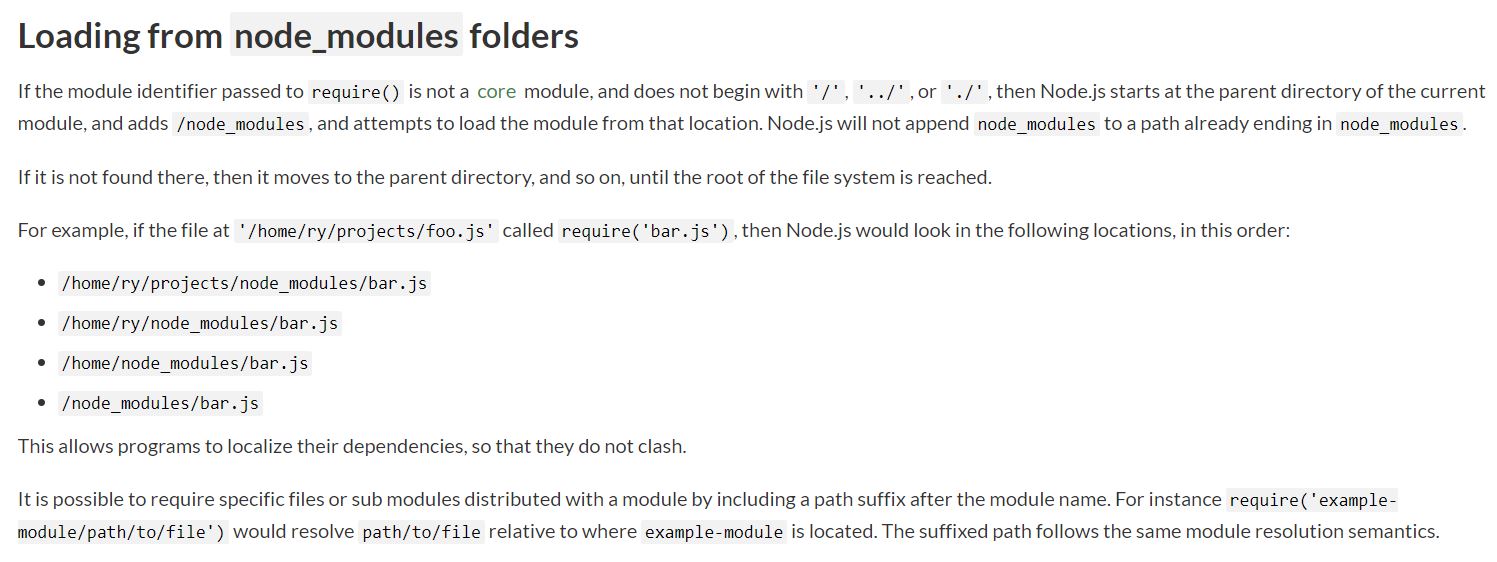 Loading from node_modules folders
If the module identifier passed to require() is not a core module, and does not begin with '/', '../', or './', then Node.js starts at the parent directory of the current
module, and adds /node_modules, and attempts to load the module from that location. Node.js will not append node_modules to a path already ending in node_modules.
If it is not found there, then it moves to the parent directory, and so on, until the root of the file system is reached.
For example, if the file at '/home/ry/projects/foo.js' called require('bar.js'), then Node.js would look in the following locations, in this order:
• /home/ry/projects/node_modules/bar.js
• /home/ry/node_modules/bar.js
• /home/node_modules/bar.js
• /node_modules/bar.js
This allows programs to localize their dependencies, so that they do not clash.
It is possible to require specific files or sub modules distributed with a module by including a path suffix after the module name. For instance require('example-
module/path/to/file') would resolve path/to/file relative to where example-module is located. The suffixed path follows the same module resolution semantics.